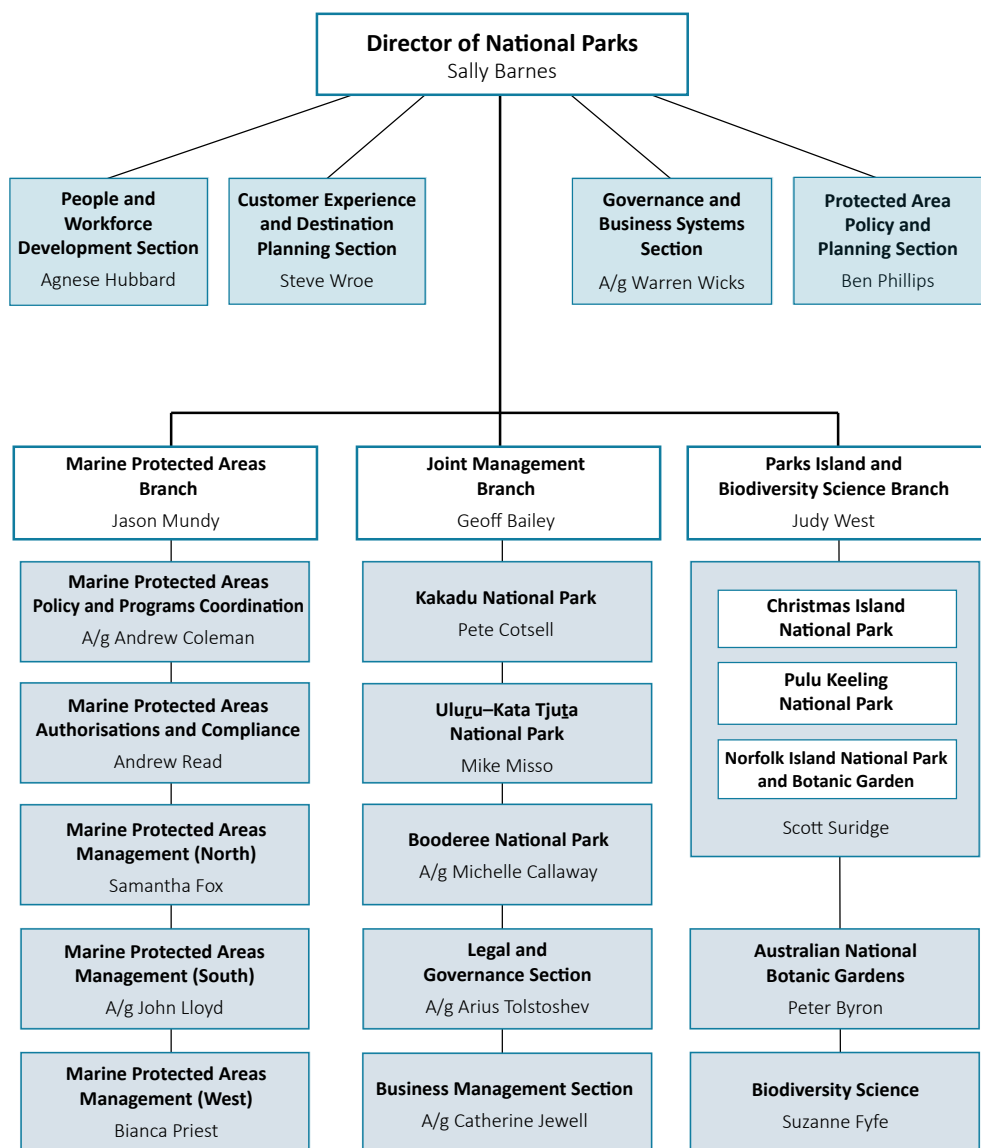 Director of National Parks
Sally Barnes
People and
Workforce
Development Section
Agnese Hubbard
Customer Experience
and Destination
Planning Section
Steve Wroe
Governance and
Business Systems
Section
A/g Warren Wicks
Protected Area
Policy and
Planning Section
Ben Phillips
Marine Protected Areas
Branch
Jason Mundy
Marine Protected Areas
Policy and Programs Coordination
A/g Andrew Coleman
Marine Protected Areas
Authorisations and Compliance
Andrew Read
Marine Protected Areas
Management (North)
Samantha Fox
Marine Protected Areas
Management (South)
A/g John Lloyd
Marine Protected Areas
Management (West)
Bianca Priest
Joint Management
Branch
Geoff Bailey
Kakadu National Park
Pete Cotsell
Uluṟu–Kata Tjuṯa
National Park
Mike Misso
Booderee National Park
A/g Michelle Callaway
Legal and
Governance Section
A/g Arius Tolstoshev
Business Management Section
A/g Catherine Jewell
Parks Island and
Biodiversity Science Branch
Judy West
Christmas Island
National Park
Pulu Keeling
National Park
Norfolk Island National Park
and Botanic Garden
Scott Suridge
Australian National
Botanic Gardens
Peter Byron
Biodiversity Science
Suzanne Fyfe